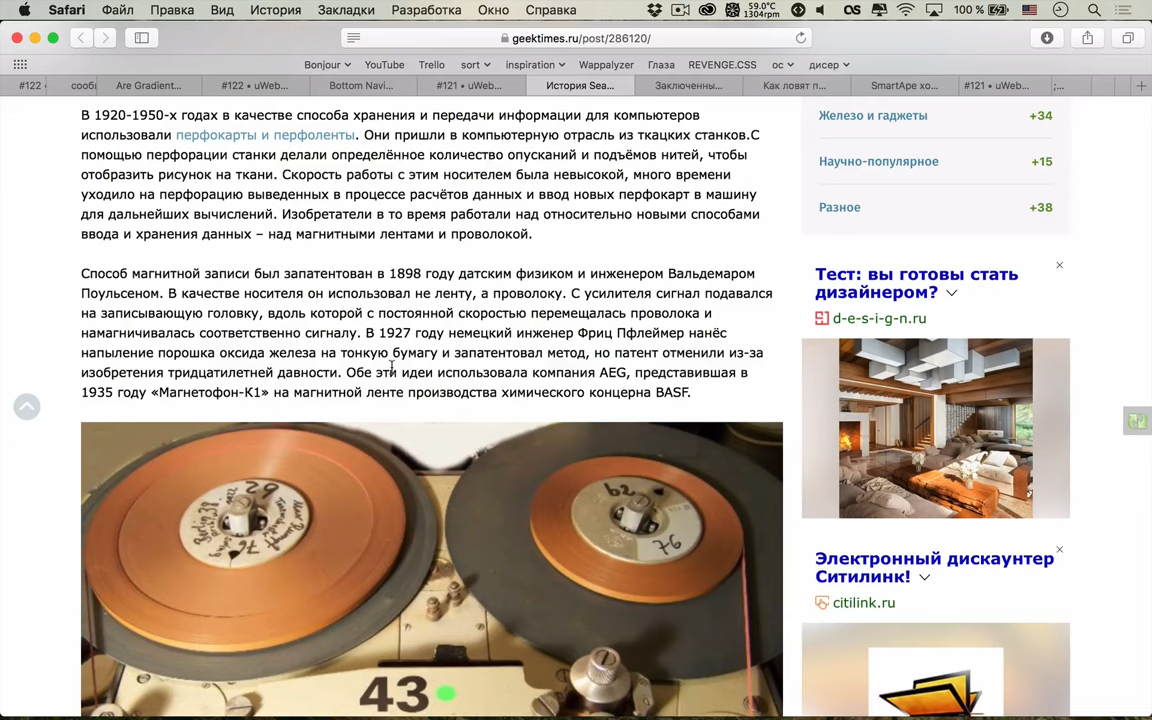 Safari Файл Правка Вид История Закладки Разработка Окно Справка 59.0°C 1304rpm 100 %
geektimes.ru/post/286120/
Bonjour YouTube Trello sort inspiration Wappalyzer Глаза REVENGE.CSS ос дисер
#122 сооб Are Gradient... #122 • uWeb... Bottom Navi... #121 • uWeb... История Sea... Заключенны... Как ловят п... SmartApe хо... #121 • uWeb...
В 1920-1950-х годах в качестве способа хранения и передачи информации для компьютеров
использовали перфокарты и перфоленты. Они пришли в компьютерную отрасль из ткацких станков.С
помощью перфорации станки делали определённое количество опусканий и подъёмов нитей, чтобы
отобразить рисунок на ткани. Скорость работы с этим носителем была невысокой, много времени
уходило на перфорацию выведенных в процессе расчётов данных и ввод новых перфокарт в машину
для дальнейших вычислений. Изобретатели в то время работали над относительно новыми способами
ввода и хранения данных – над магнитными лентами и проволокой.
Способ магнитной записи был запатентован в 1898 году датским физиком и инженером Вальдемаром
Поульсеном. В качестве носителя он использовал не ленту, а проволоку. С усилителя сигнал подавался
на записывающую головку, вдоль которой с постоянной скоростью перемещалась проволока и
намагничивалась соответственно сигналу. В 1927 году немецкий инженер Фриц Пфлеймер нанёс
напыление порошка оксида железа на тонкую бумагу и запатентовал метод, но патент отменили из-за
изобретения тридцатилетней давности. Обе эти идеи использовала компания AEG, представившая в
1935 году «Магнетофон-К1» на магнитной ленте производства химического концерна BASF.
29
76
62
76
43
Железо и гаджеты +34
Научно-популярное +15
Разное +38
Тест: вы готовы стать
дизайнером?
d-e-s-i-g-n.ru
Электронный дискаунтер
Ситилинк!
citilink.ru